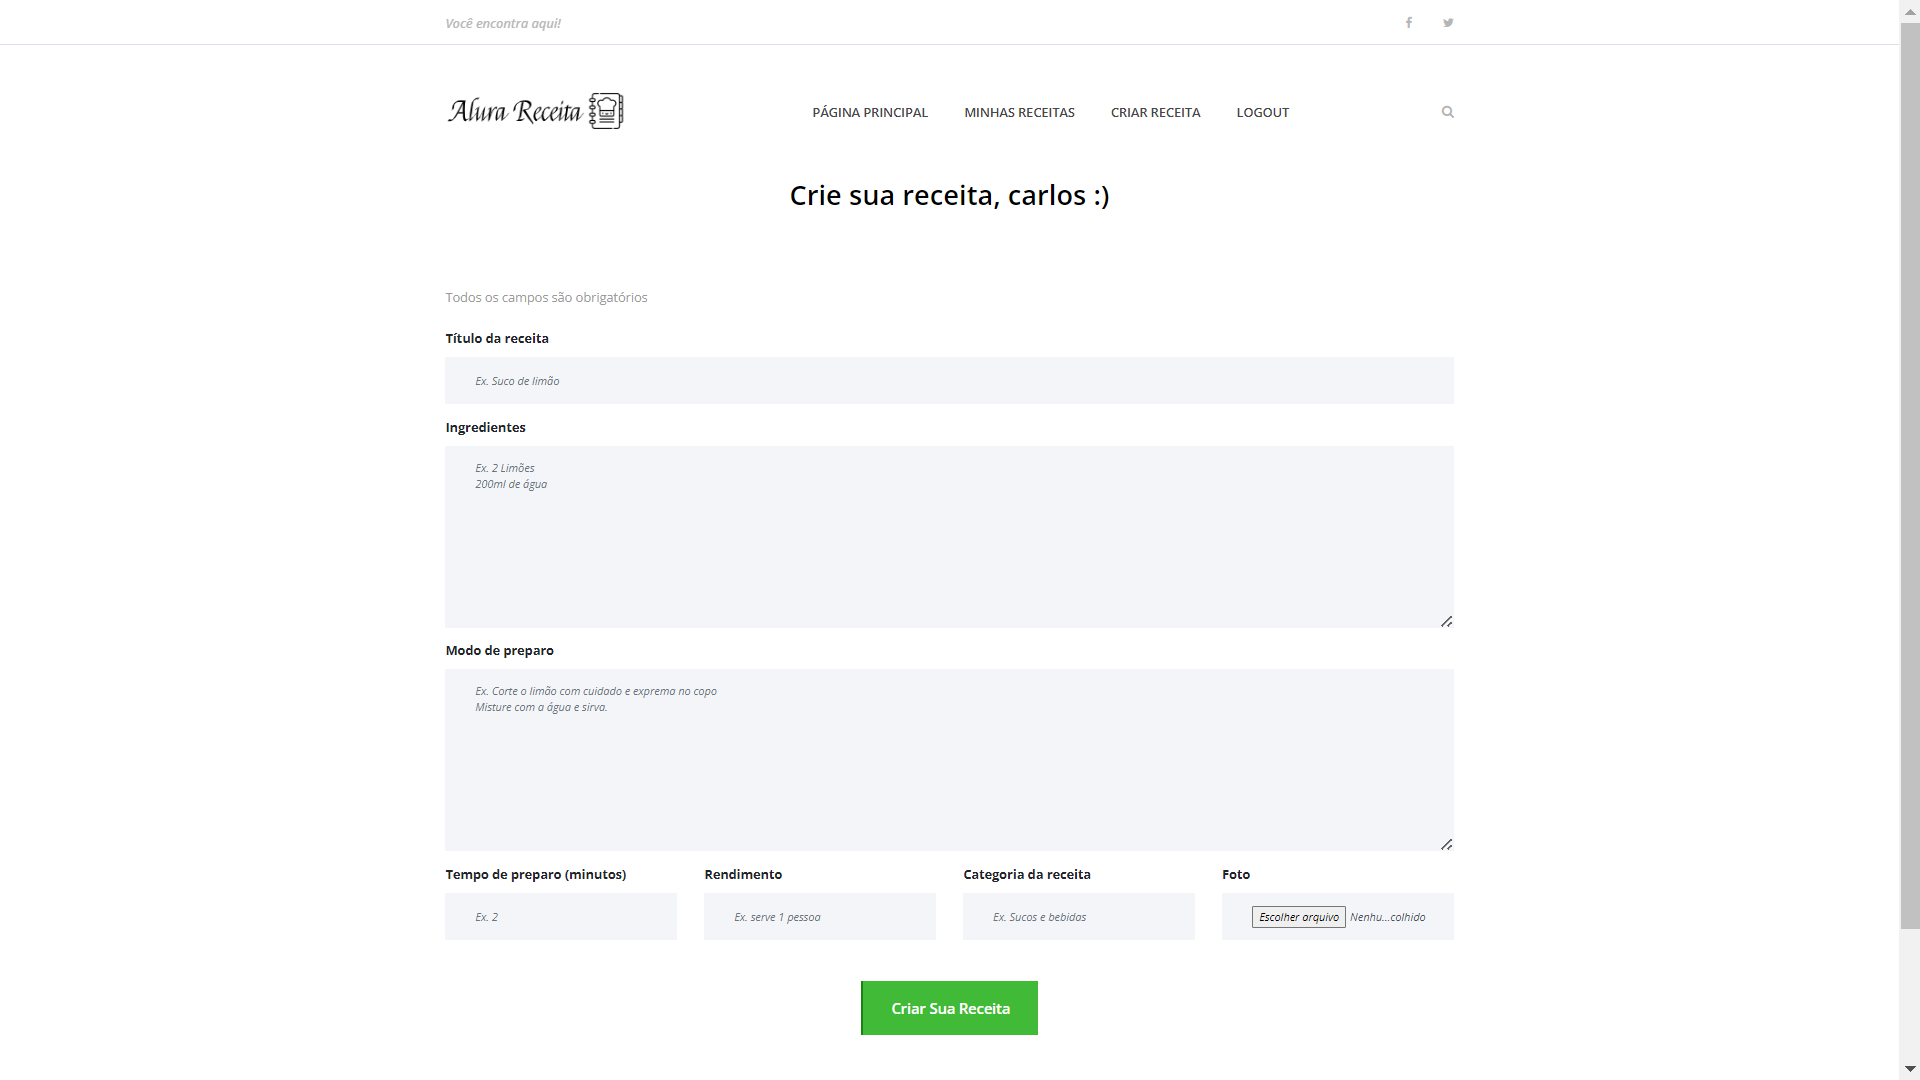 Você encontra aqui!
Alura Receita
PÁGINA PRINCIPAL
MINHAS RECEITAS
CRIAR RECEITA
LOGOUT
Crie sua receita, carlos :)
Todos os campos são obrigatórios
Título da receita
Ex. Suco de limão
Ingredientes
Ex. 2 Limões
200ml de água
Modo de preparo
Ex. Corte o limão com cuidado e exprema no copo
Misture com a água e sirva.
Tempo de preparo (minutos)
Ex. 2
Rendimento
Ex. serve 1 pessoa
Categoria da receita
Ex. Sucos e bebidas
Foto
Escolher arquivo Nenhu...colhido
Criar Sua Receita